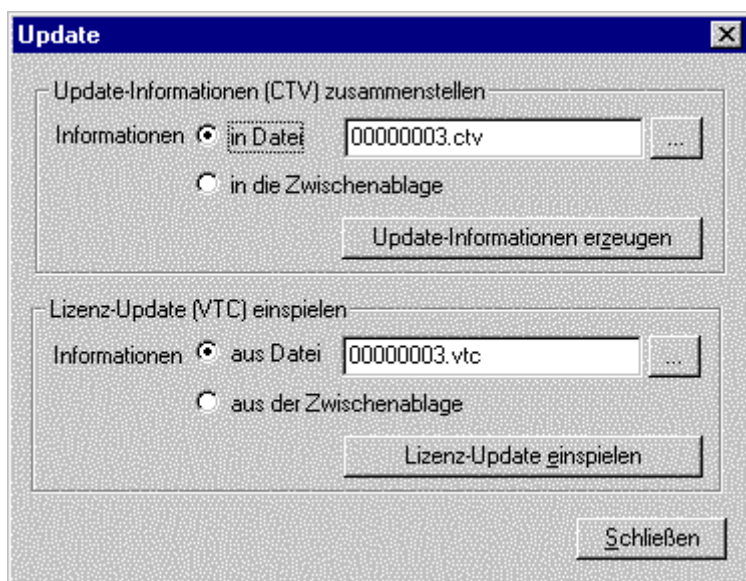 Update
Update-Informationen (CTV) zusammenstellen
Informationen in Datei 00000003.ctv ...
in die Zwischenablage
Update-Informationen erzeugen
Lizenz-Update (VTC) einspielen
Informationen aus Datei 00000003.vtc ...
aus der Zwischenablage
Lizenz-Update einspielen
Schließen